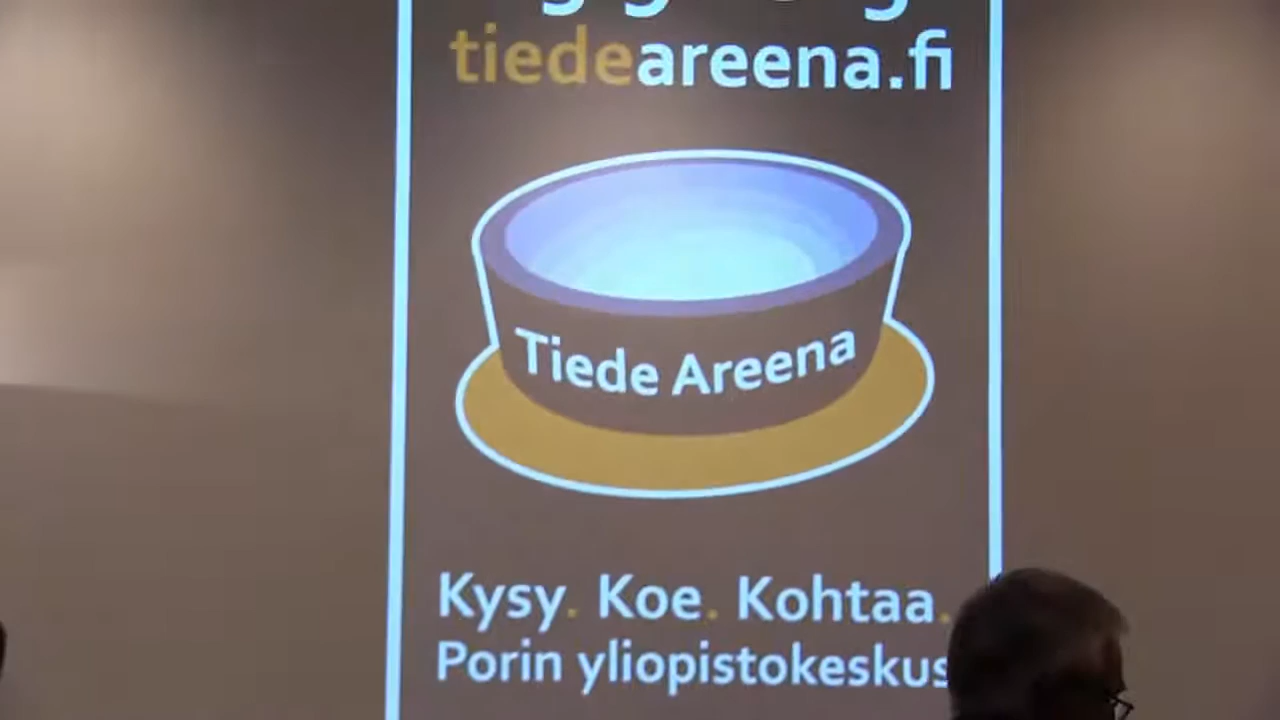 tiedeareena.fi
Tiede Areena
Kysy. Koe. Kohtaa.
Porin yliopistokeskus